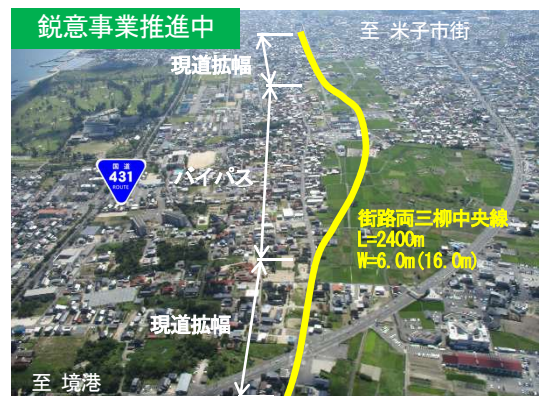 鋭意事業推進中
至 米子市街
現道拡幅
国道
431
ROUTE
バイパス
街路両三柳中央線
L=2400m
W=6.0m(16.0m)
現道拡幅
至 境港